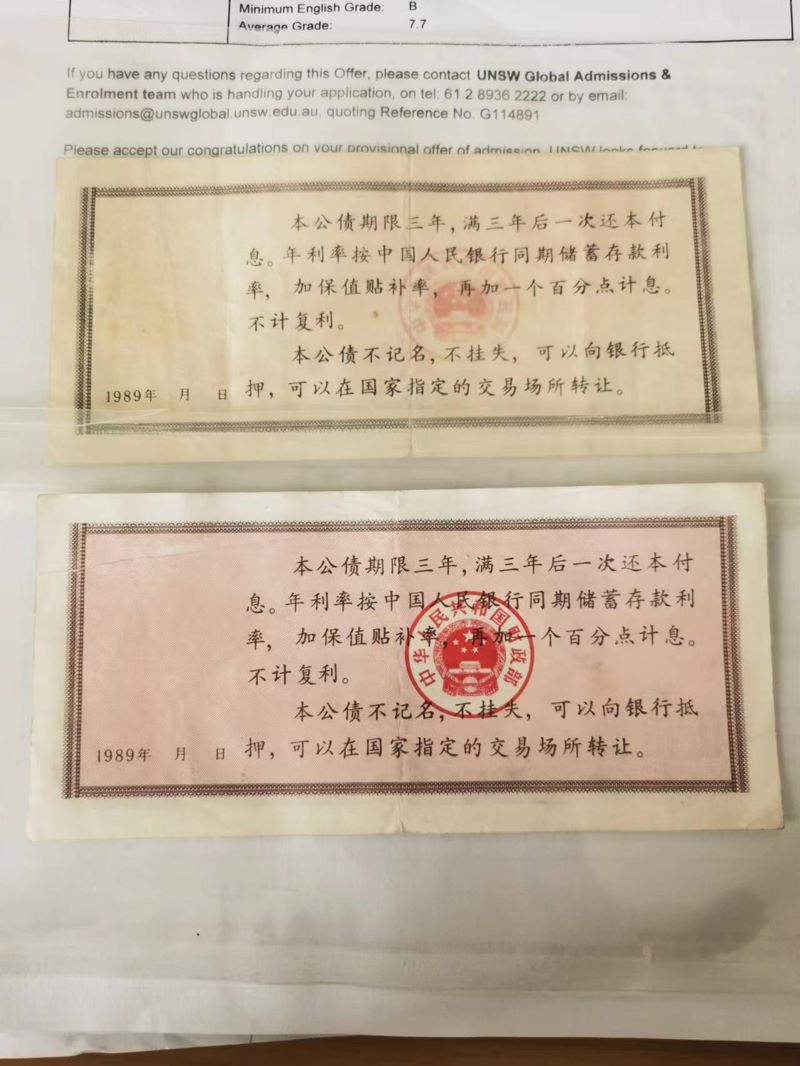 Minimum English Grade: B
Average Grade: 7.7
If you have any questions regarding this Offer, please contact UNSW Global Admissions &
Enrolment team who is handling your application, on tel: 61 2 8936 2222 or by email:
admissions@unswglobal.unsw.edu.au, quoting Reference No. G114891
Please accept our congratulations on your provisional offer of admission. UNSW looks forward to
本公债期限三年,满三年后一次还本付
息。年利率按中国人民银行同期储蓄存款利
率,加保值贴补率,再加一个百分点计息。
不计复利。
本公债不记名,不挂失,可以向银行抵
押,可以在国家指定的交易场所转让。
1989年 月 日
本公债期限三年,满三年后一次还本付
息。年利率按中国人民银行同期储蓄存款利
率,加保值贴补率,再加一个百分点计息。
不计复利。
本公债不记名,不挂失,可以向银行抵
押,可以在国家指定的交易场所转让。
1989年 月 日
中华人民共和国财政部